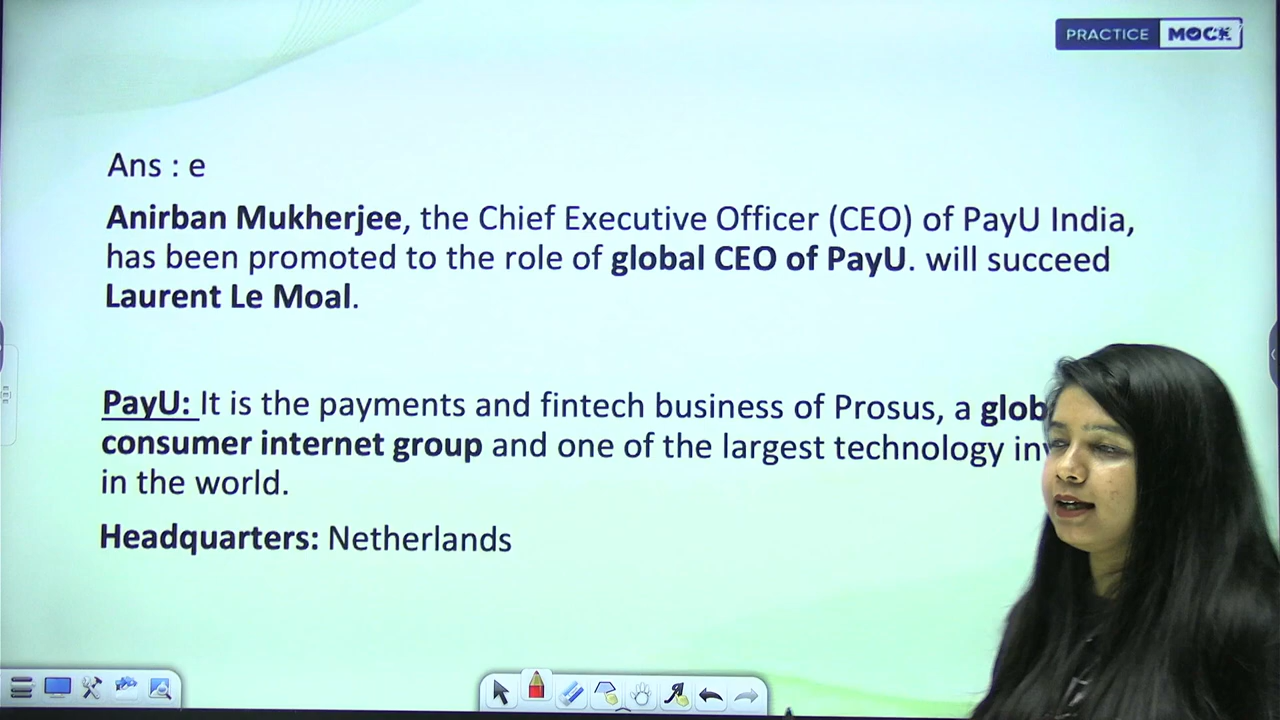 PRACTICE MOCK
Ans : e
Anirban Mukherjee, the Chief Executive Officer (CEO) of PayU India,
has been promoted to the role of global CEO of PayU. will succeed
Laurent Le Moal.
PayU: It is the payments and fintech business of Prosus, a
consumer internet group and one of the largest technology
in the world.
Headquarters: Netherlands